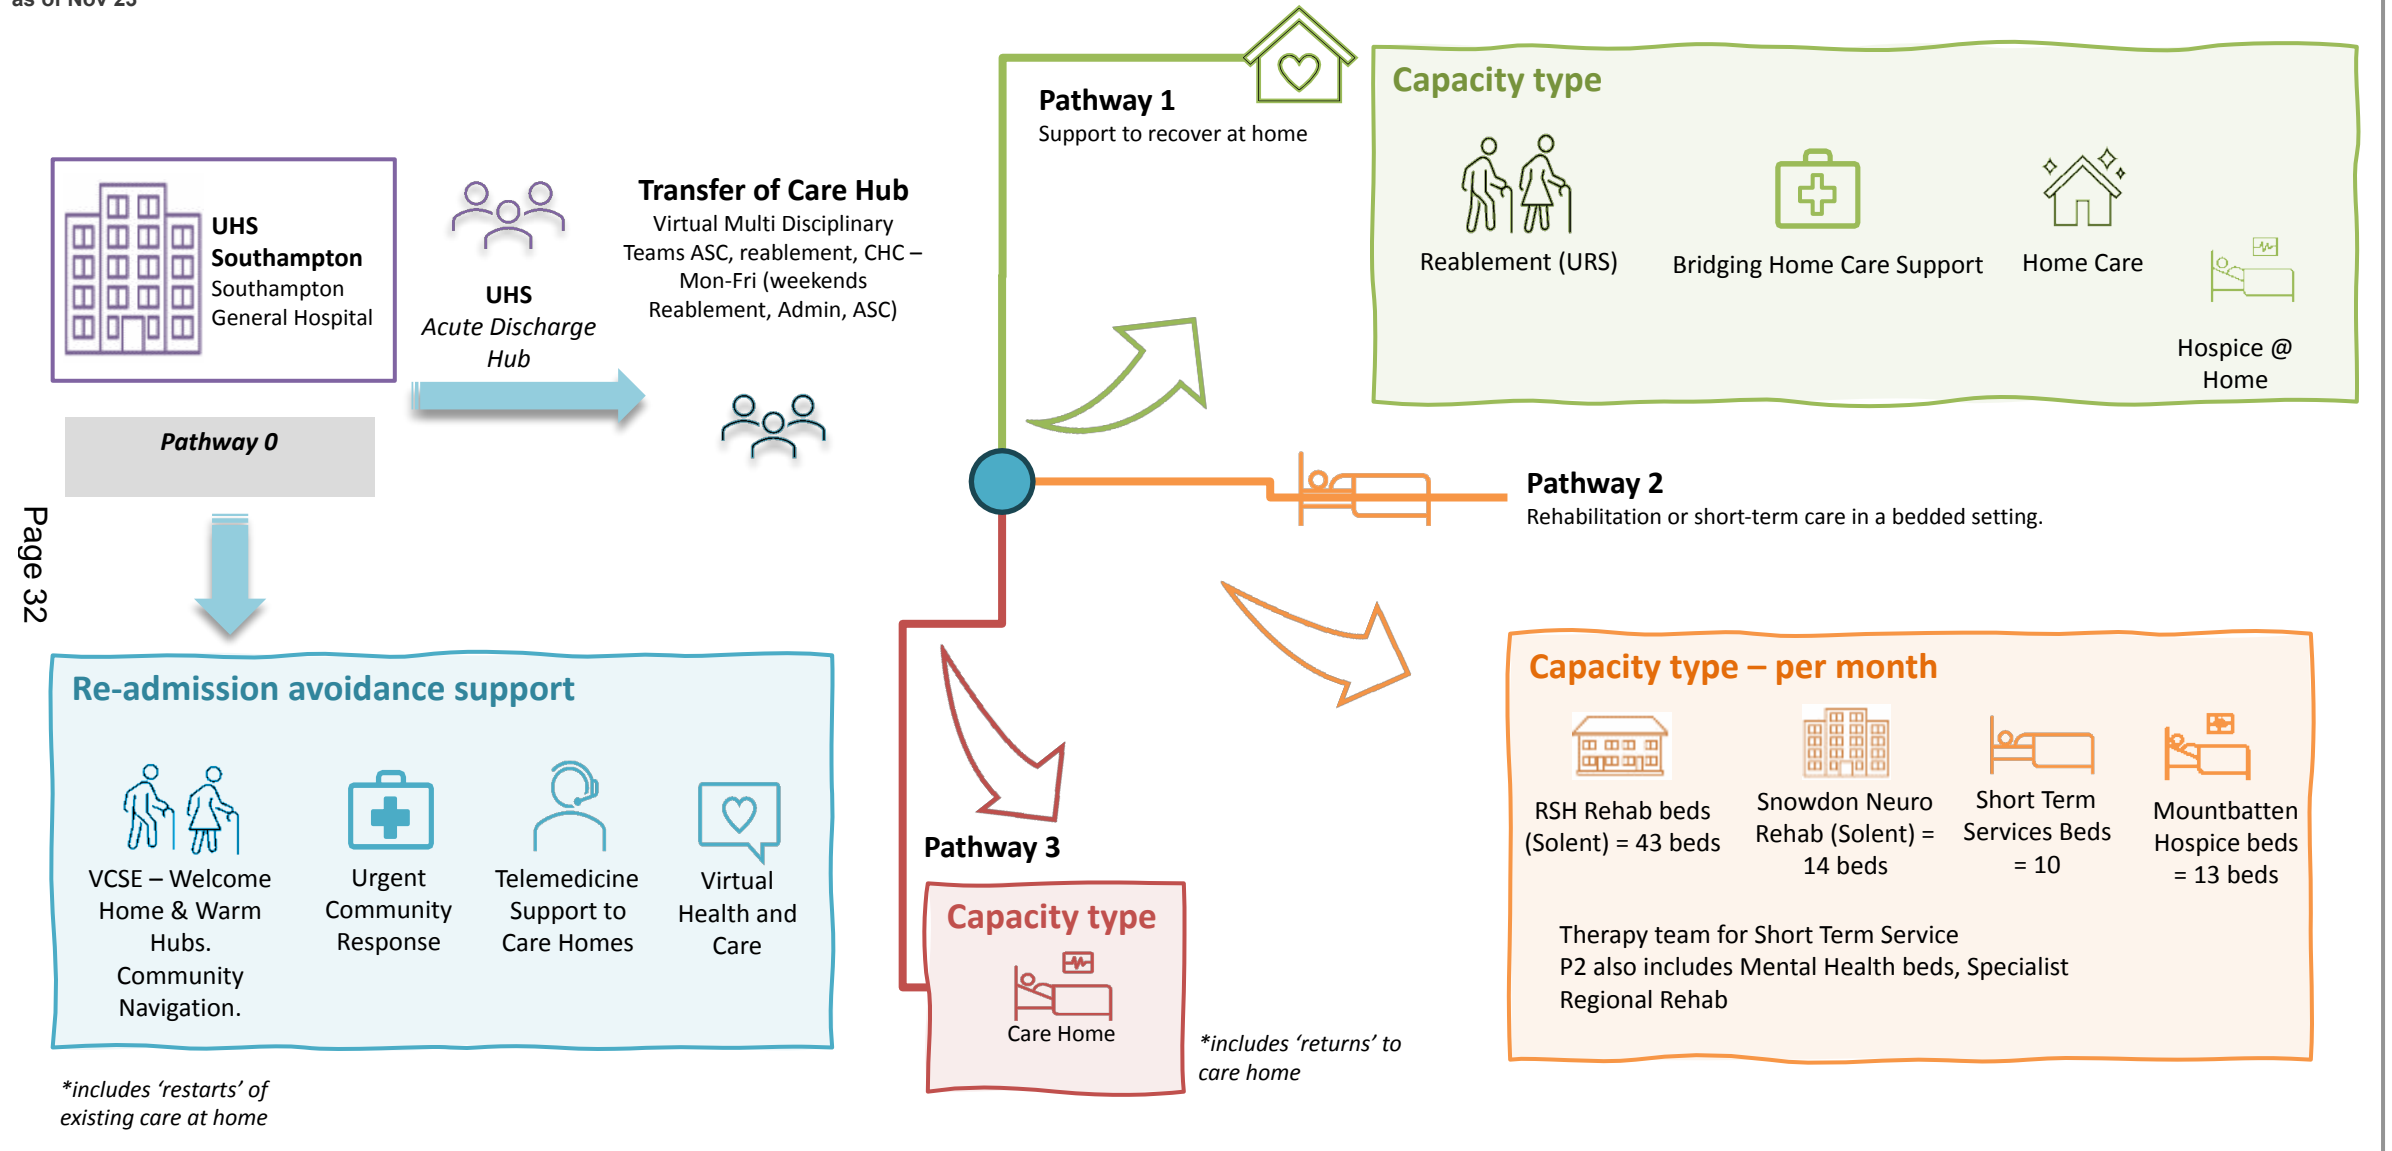 as of Nov 23
UHS
Southampton
Southampton
General Hospital
UHS
Acute Discharge
Hub
Transfer of Care Hub
Virtual Multi Disciplinary
Teams ASC, reablement, CHC –
Mon-Fri (weekends
Reablement, Admin, ASC)
Pathway 0
Page 32
Re-admission avoidance support
VCSE – Welcome
Home & Warm
Hubs.
Community
Navigation.
Urgent
Community
Response
Telemedicine
Support to
Care Homes
Virtual
Health and
Care
*includes ‘restarts’ of
existing care at home
Pathway 1
Support to recover at home
Capacity type
Reablement (URS)
Bridging Home Care Support
Home Care
Hospice @
Home
Pathway 2
Rehabilitation or short-term care in a bedded setting.
Capacity type – per month
RSH Rehab beds
(Solent) = 43 beds
Snowdon Neuro
Rehab (Solent) =
14 beds
Short Term
Services Beds
= 10
Mountbatten
Hospice beds
= 13 beds
Therapy team for Short Term Service
P2 also includes Mental Health beds, Specialist
Regional Rehab
Pathway 3
Capacity type
Care Home
*includes ‘returns’ to
care home